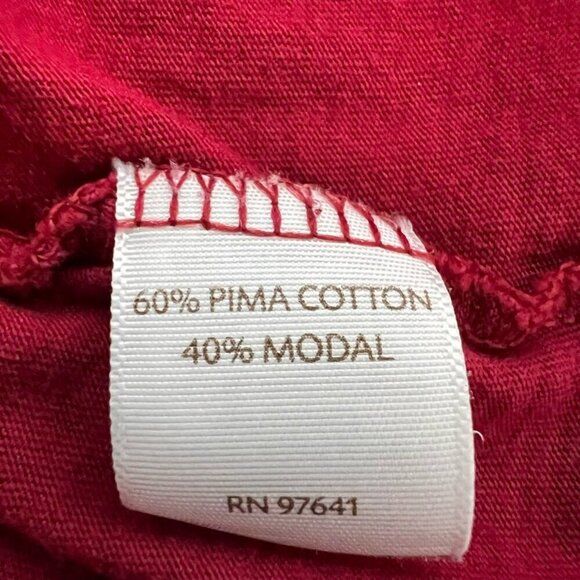 60% PIMA COTTON
40% MODAL
RN 97641